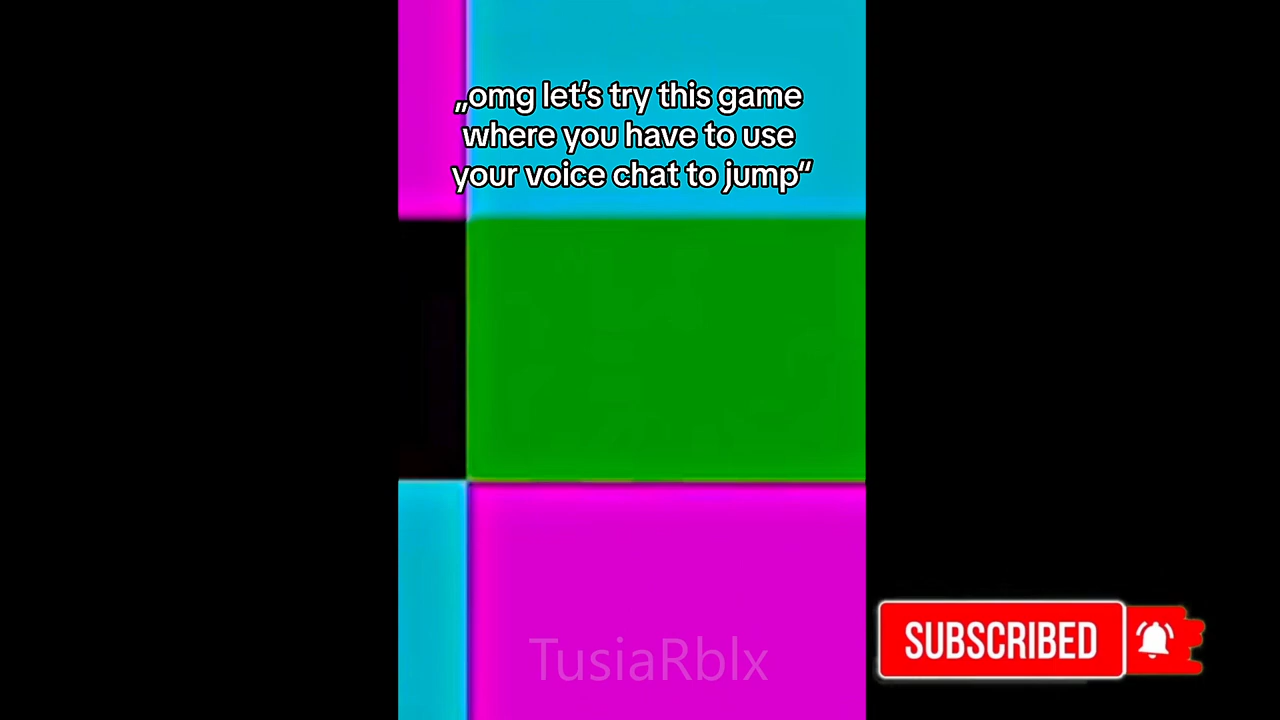 „omg let’s try this game
where you have to use
your voice chat to jump“
TusiaRblx
SUBSCRIBED